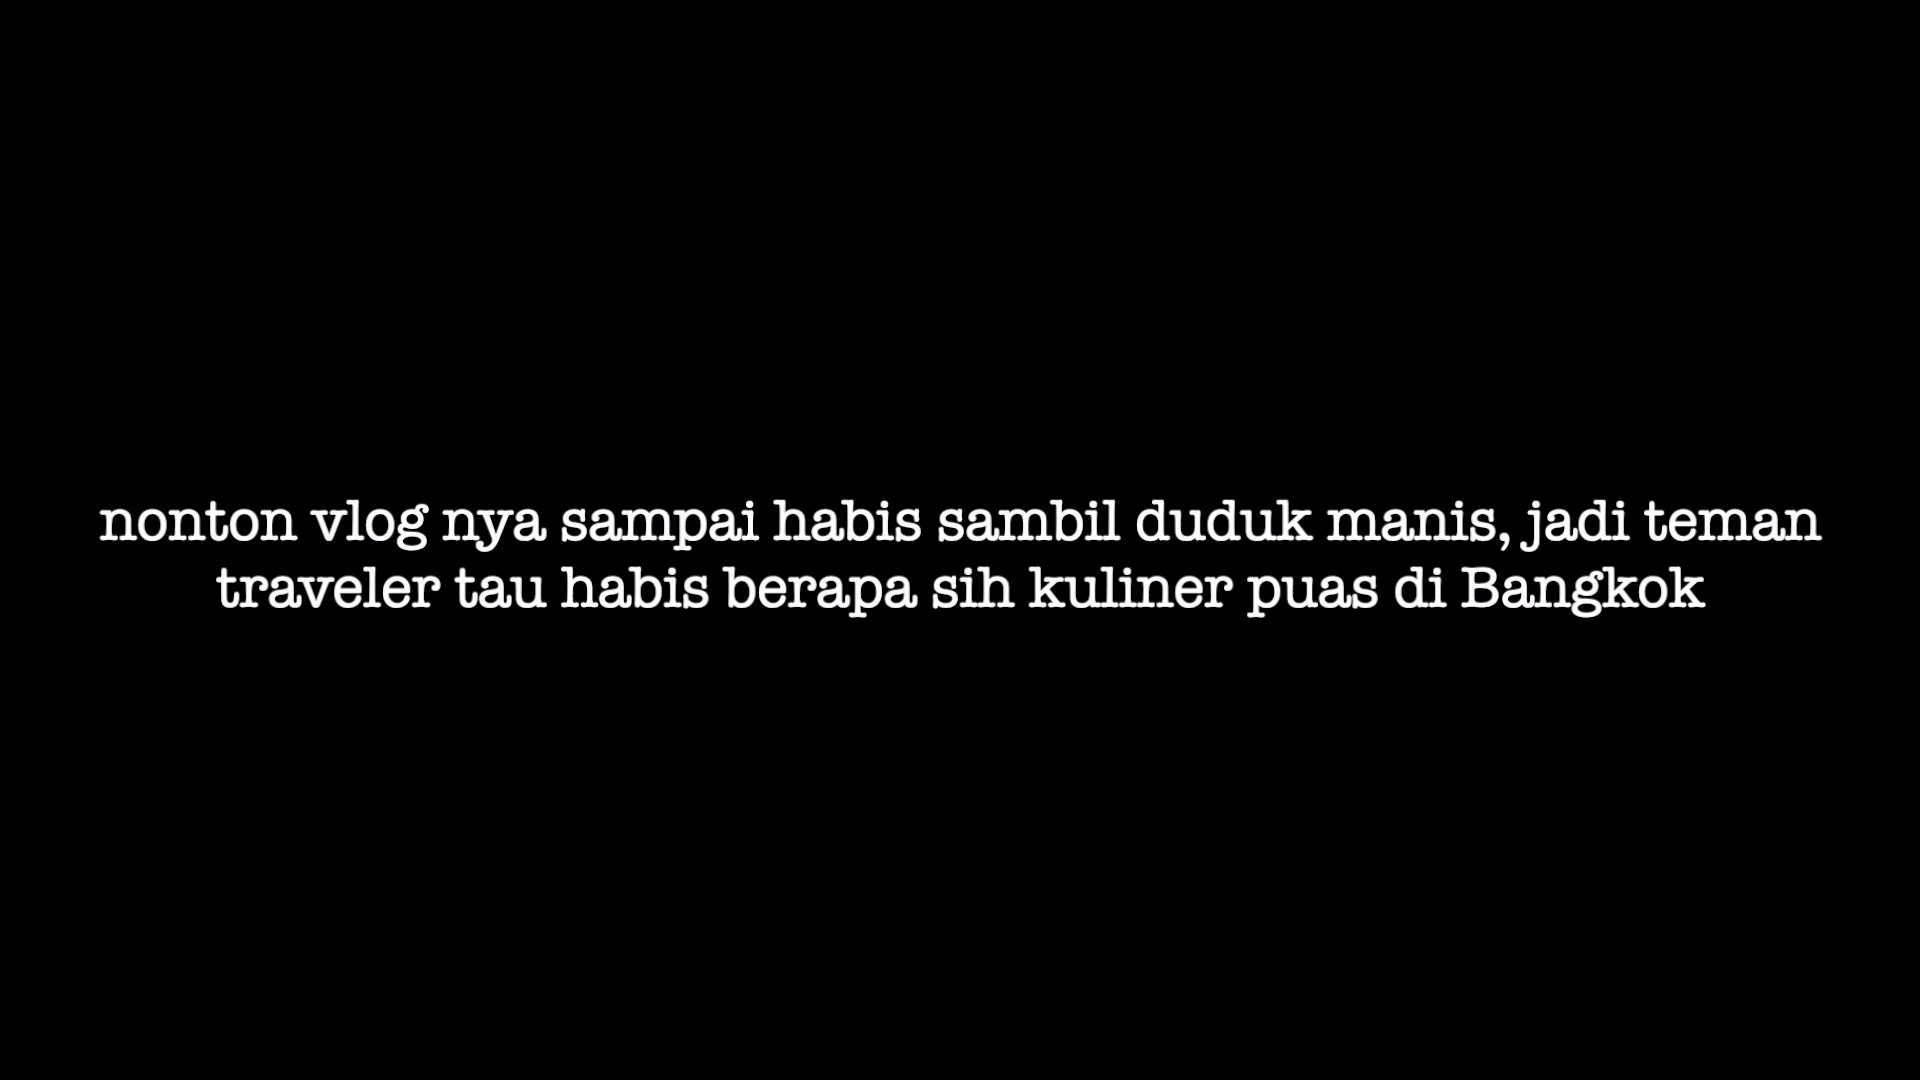 nonton vlog nya sampai habis sambil duduk manis, jadi teman
traveler tau habis berapa sih kuliner puas di Bangkok